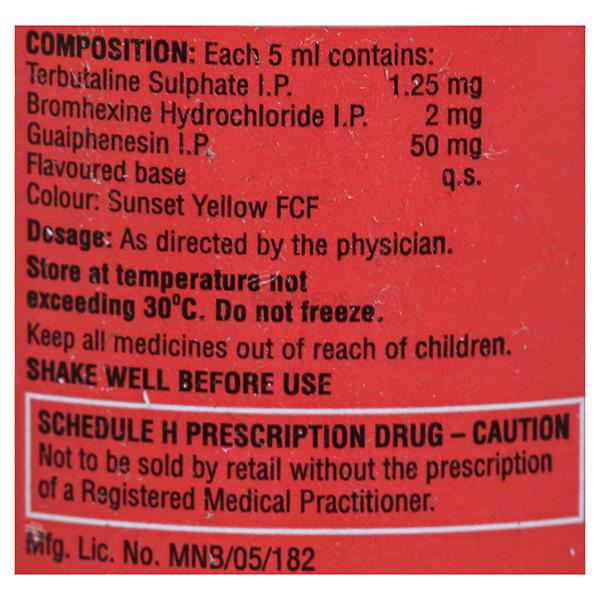 COMPOSITION: Each 5 ml contains:
Terbutaline Sulphate I.P. 1.25 mg
Bromhexine Hydrochloride I.P. 2 mg
Guaiphenesin I.P. 50 mg
Flavoured base q.s.
Colour: Sunset Yellow FCF
Dosage: As directed by the physician.
Store at temperature not
exceeding 30°C. Do not freeze.
Keep all medicines out of reach of children.
SHAKE WELL BEFORE USE
SCHEDULE H PRESCRIPTION DRUG – CAUTION
Not to be sold by retail without the prescription
of a Registered Medical Practitioner.
Mfg. Lic. No. MNB/05/182